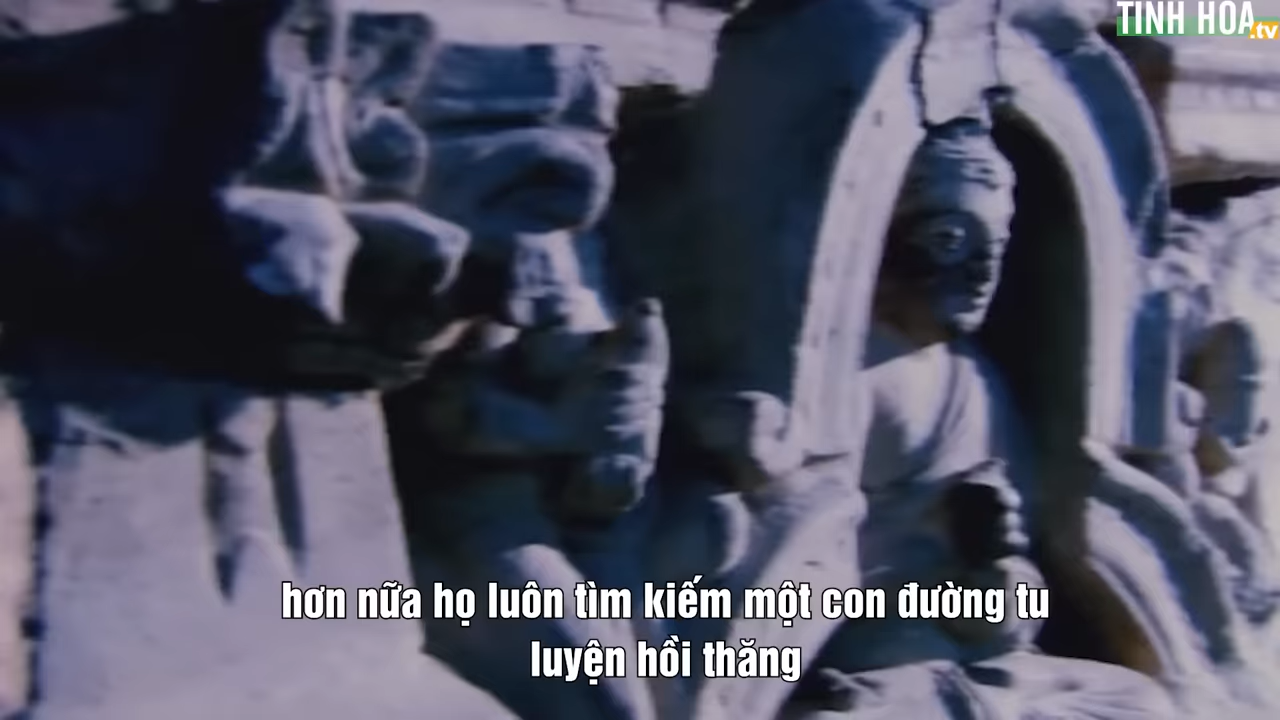 TINH HOA
.tv
hơn nữa họ luôn tìm kiếm một con đường tu
luyện hồi thăng